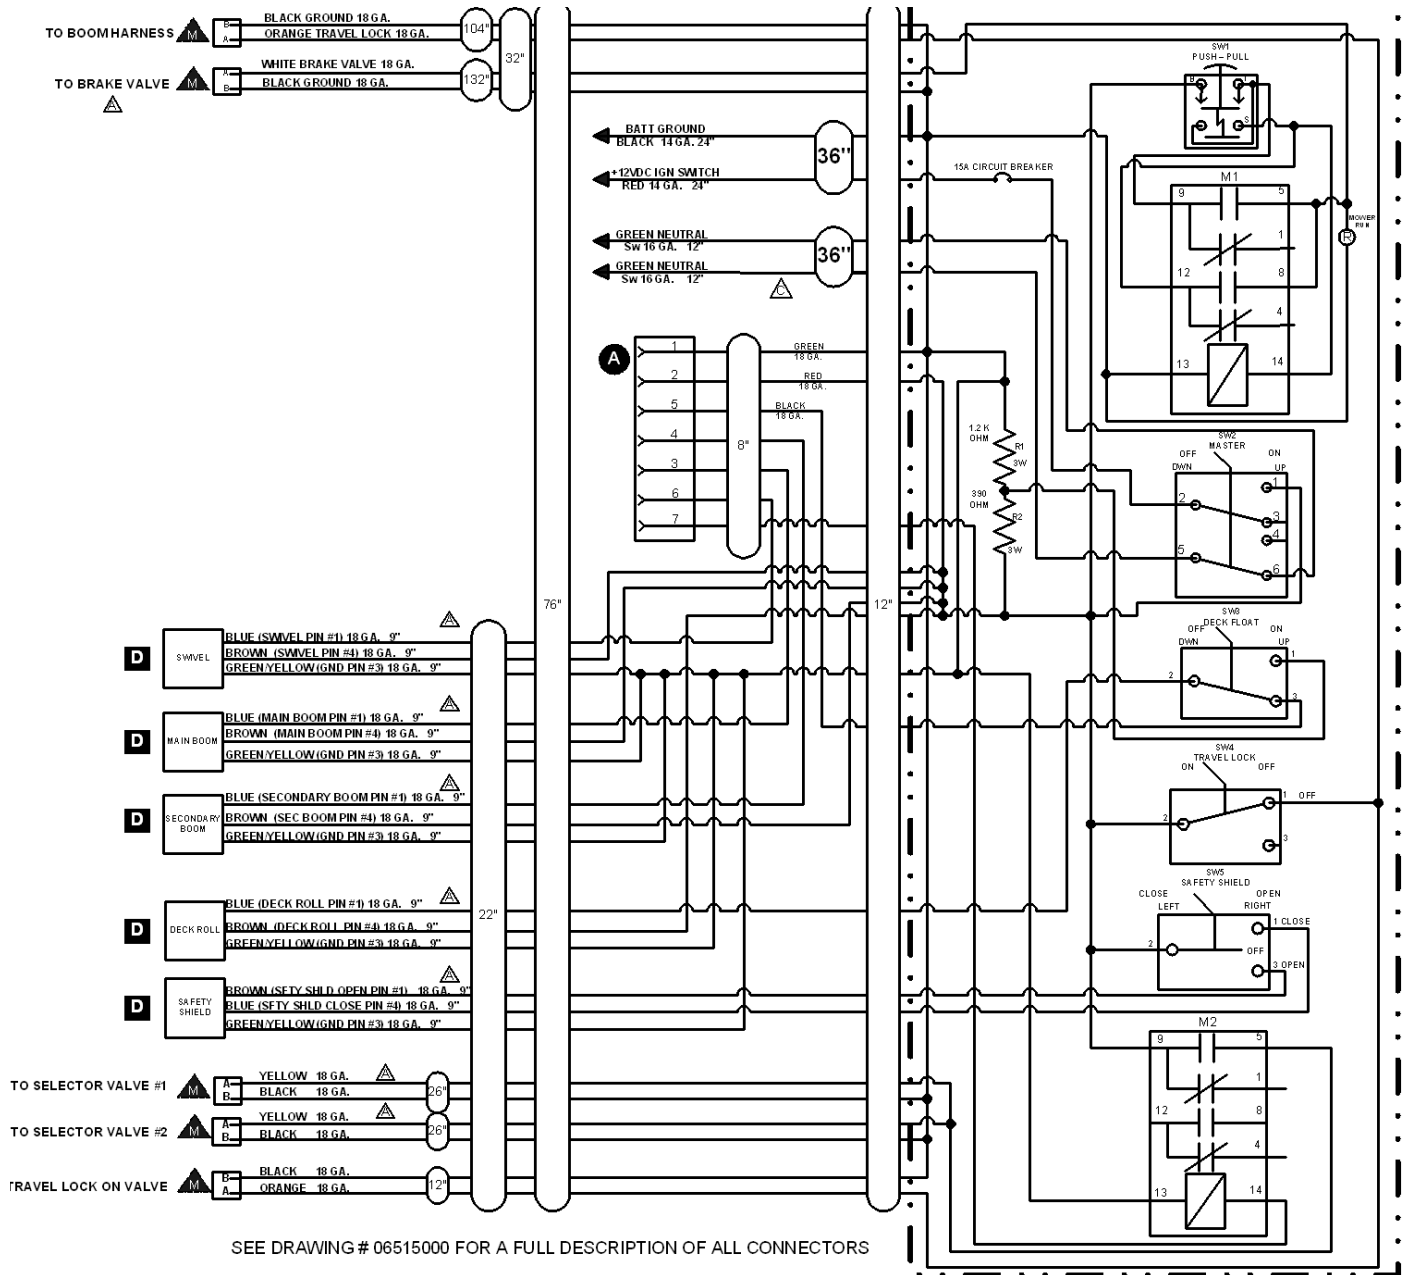 TO BOOM HARNESS
M
B
A
BLACK GROUND 18 GA.
ORANGE TRAVEL LOCK 18 GA.
104"
32"
TO BRAKE VALVE
A
M
A
B
WHITE BRAKE VALVE 18 GA.
BLACK GROUND 18 GA.
132"
BATT GROUND
BLACK 14 GA. 24"
+12VDC IGN SWITCH
RED 14 GA. 24"
36"
GREEN NEUTRAL
Sw 16 GA. 12"
GREEN NEUTRAL
Sw 16 GA. 12"
36"
C
15A CIRCUIT BREAKER
SW1
PUSH-PULL
B
S
M1
9
5
1
12
8
4
13
14
MOWER
RUN
R
A
1
2
5
4
3
6
7
8"
GREEN
18 GA.
RED
18 GA.
BLACK
18 GA.
1.2 K
OHM
R1
3W
390
OHM
R2
3W
SW2
MASTER
OFF
ON
DWN
UP
1
2
3
4
5
6
76"
12"
SW3
DECK FLOAT
OFF
ON
DWN
UP
1
2
3
D
SWIVEL
BLUE (SWIVEL PIN #1) 18 GA. 9"
BROWN (SWIVEL PIN #4) 18 GA. 9"
GREEN/YELLOW (GND PIN #3) 18 GA. 9"
A
D
MAIN BOOM
BLUE (MAIN BOOM PIN #1) 18 GA. 9"
BROWN (MAIN BOOM PIN #4) 18 GA. 9"
GREEN/YELLOW (GND PIN #3) 18 GA. 9"
A
SW4
TRAVEL LOCK
ON
OFF
1
OFF
2
3
D
SECONDARY
BOOM
BLUE (SECONDARY BOOM PIN #1) 18 GA. 9"
BROWN (SEC BOOM PIN #4) 18 GA. 9"
GREEN/YELLOW (GND PIN #3) 18 GA. 9"
A
SW5
SAFETY SHIELD
CLOSE
OPEN
LEFT
RIGHT
1 CLOSE
2
OFF
3 OPEN
D
DECK ROLL
BLUE (DECK ROLL PIN #1) 18 GA. 9"
BROWN (DECK ROLL PIN #4) 18 GA. 9"
GREEN/YELLOW (GND PIN #3) 18 GA. 9"
A
22"
D
SAFETY
SHIELD
BROWN (SFTY SHLD OPEN PIN #1) 18 GA. 9"
BLUE (SFTY SHLD CLOSE PIN #4) 18 GA. 9"
GREEN/YELLOW (GND PIN #3) 18 GA. 9"
A
M2
9
5
1
12
8
4
13
14
TO SELECTOR VALVE #1
M
A
B
YELLOW 18 GA.
BLACK 18 GA.
A
26"
TO SELECTOR VALVE #2
M
A
B
YELLOW 18 GA.
BLACK 18 GA.
A
26"
TRAVEL LOCK ON VALVE
M
B
A
BLACK 18 GA.
ORANGE 18 GA.
12"
SEE DRAWING # 06515000 FOR A FULL DESCRIPTION OF ALL CONNECTORS